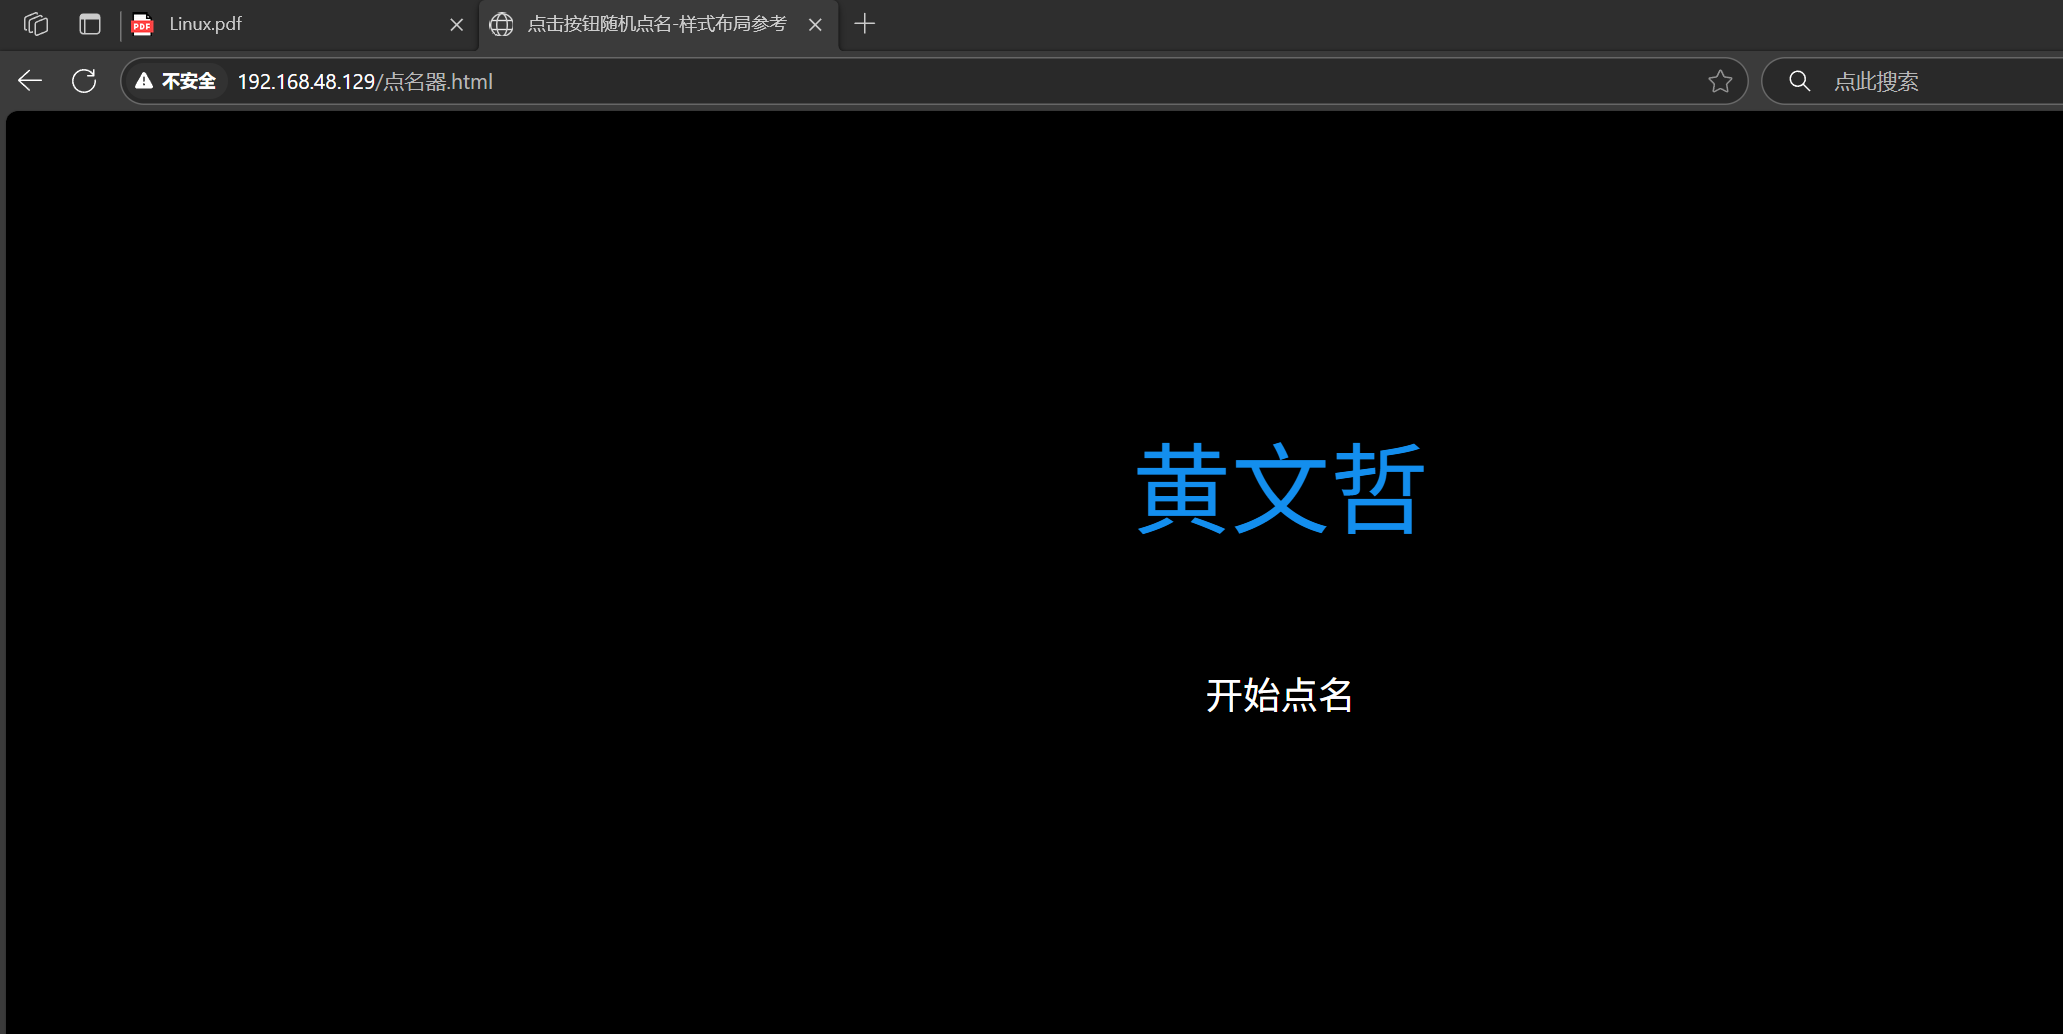 Linux.pdf
点击按钮随机点名-样式布局参考
不安全
192.168.48.129/点名器.html
点此搜索
黄文哲
开始点名